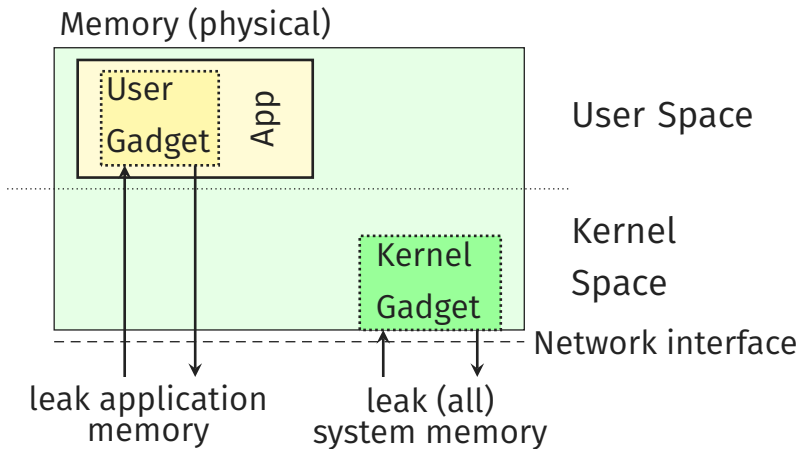 Memory (physical)
User
Gadget
App
User Space
Kernel
Space
Kernel
Gadget
Network interface
leak application
memory
leak (all)
system memory